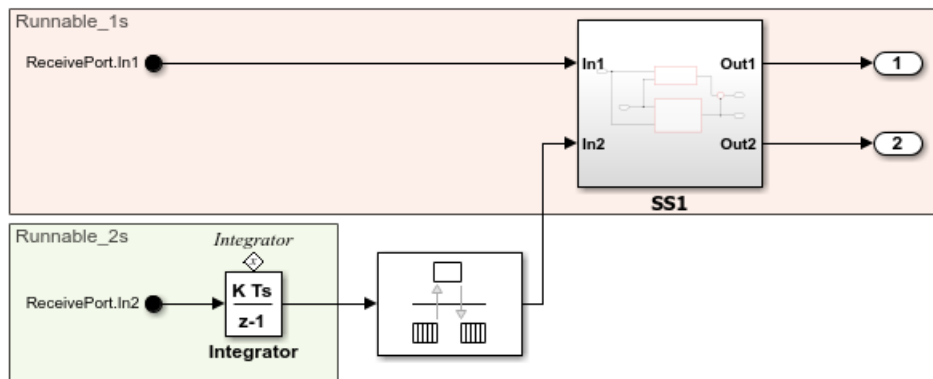 Runnable_1s
ReceivePort.In1
In1
Out1
1
In2
Out2
2
SS1
Runnable_2s
Integrator
x
ReceivePort.In2
K Ts
z-1
Integrator